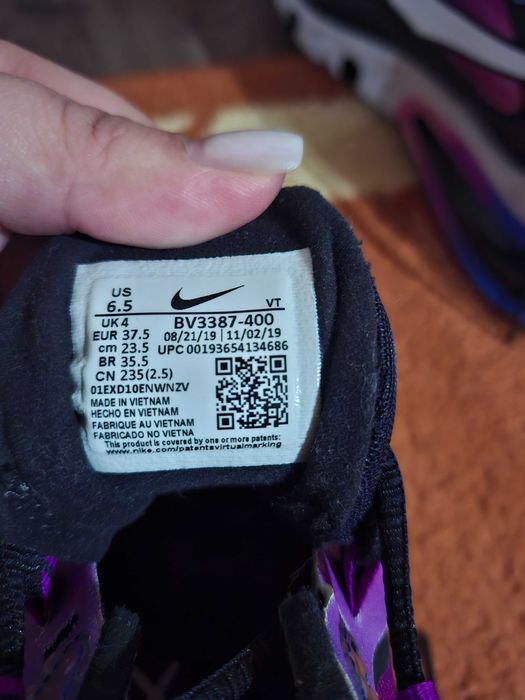 US
6.5
VT
UK 4
BV3387-400
EUR 37.5
08/21/19 | 11/02/19
cm 23.5
UPC 00193654134686
BR 35.5
CN 235(2.5)
01EXD10ENWNZV
MADE IN VIETNAM
HECHO EN VIETNAM
FABRIQUE AU VIETNAM
FABRICADO NO VIETNA
This product is covered by one or more patents:
www.nike.com/patentsvirtualmarking